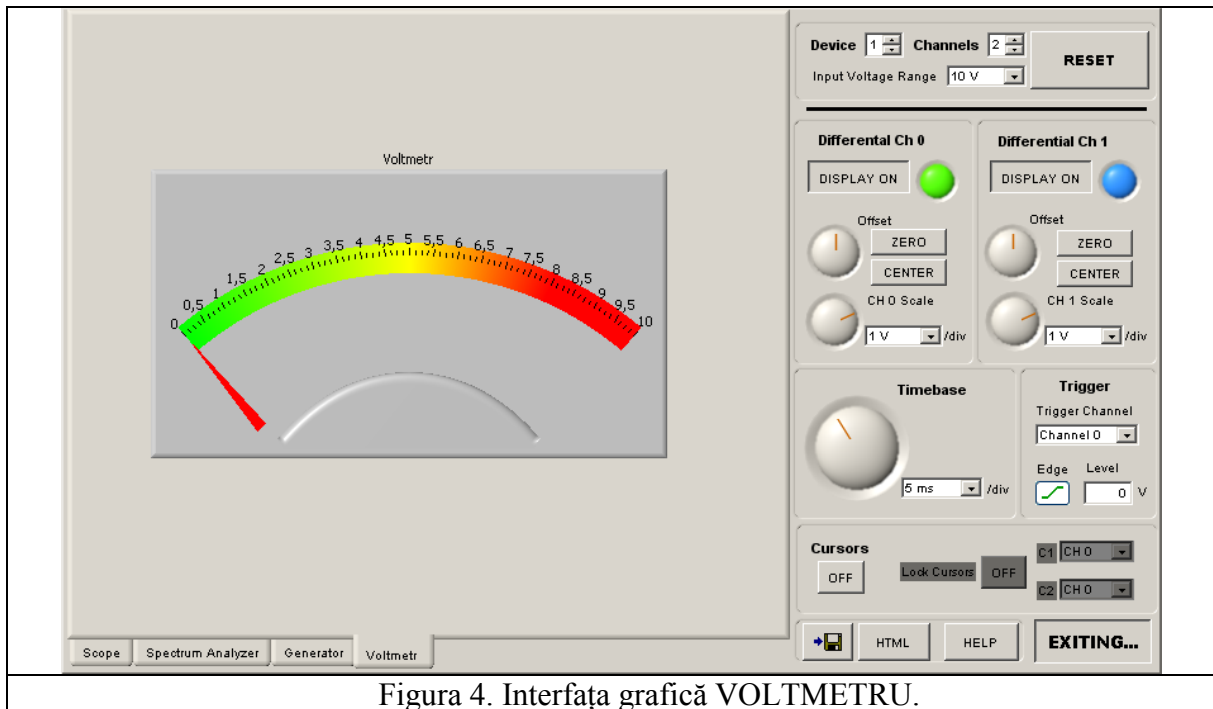 Voltmetr
0 0,5 1 1,5 2 2,5 3 3,5 4 4,5 5 5,5 6 6,5 7 7,5 8 8,5 9 9,5 10
Scope Spectrum Analyzer Generator Voltmetr
Device 1 Channels 2
Input Voltage Range 10 V
RESET
Differental Ch 0
DISPLAY ON
Offset
ZERO
CENTER
CH 0 Scale
1 V /div
Differential Ch 1
DISPLAY ON
Offset
ZERO
CENTER
CH 1 Scale
1 V /div
Timebase
5 ms /div
Trigger
Trigger Channel
Channel 0
Edge Level
0 V
Cursors
OFF
Lock Cursors OFF
C1 CH 0
C2 CH 0
HTML HELP EXITING...
Figura 4. Interfața grafică VOLTMETRU.